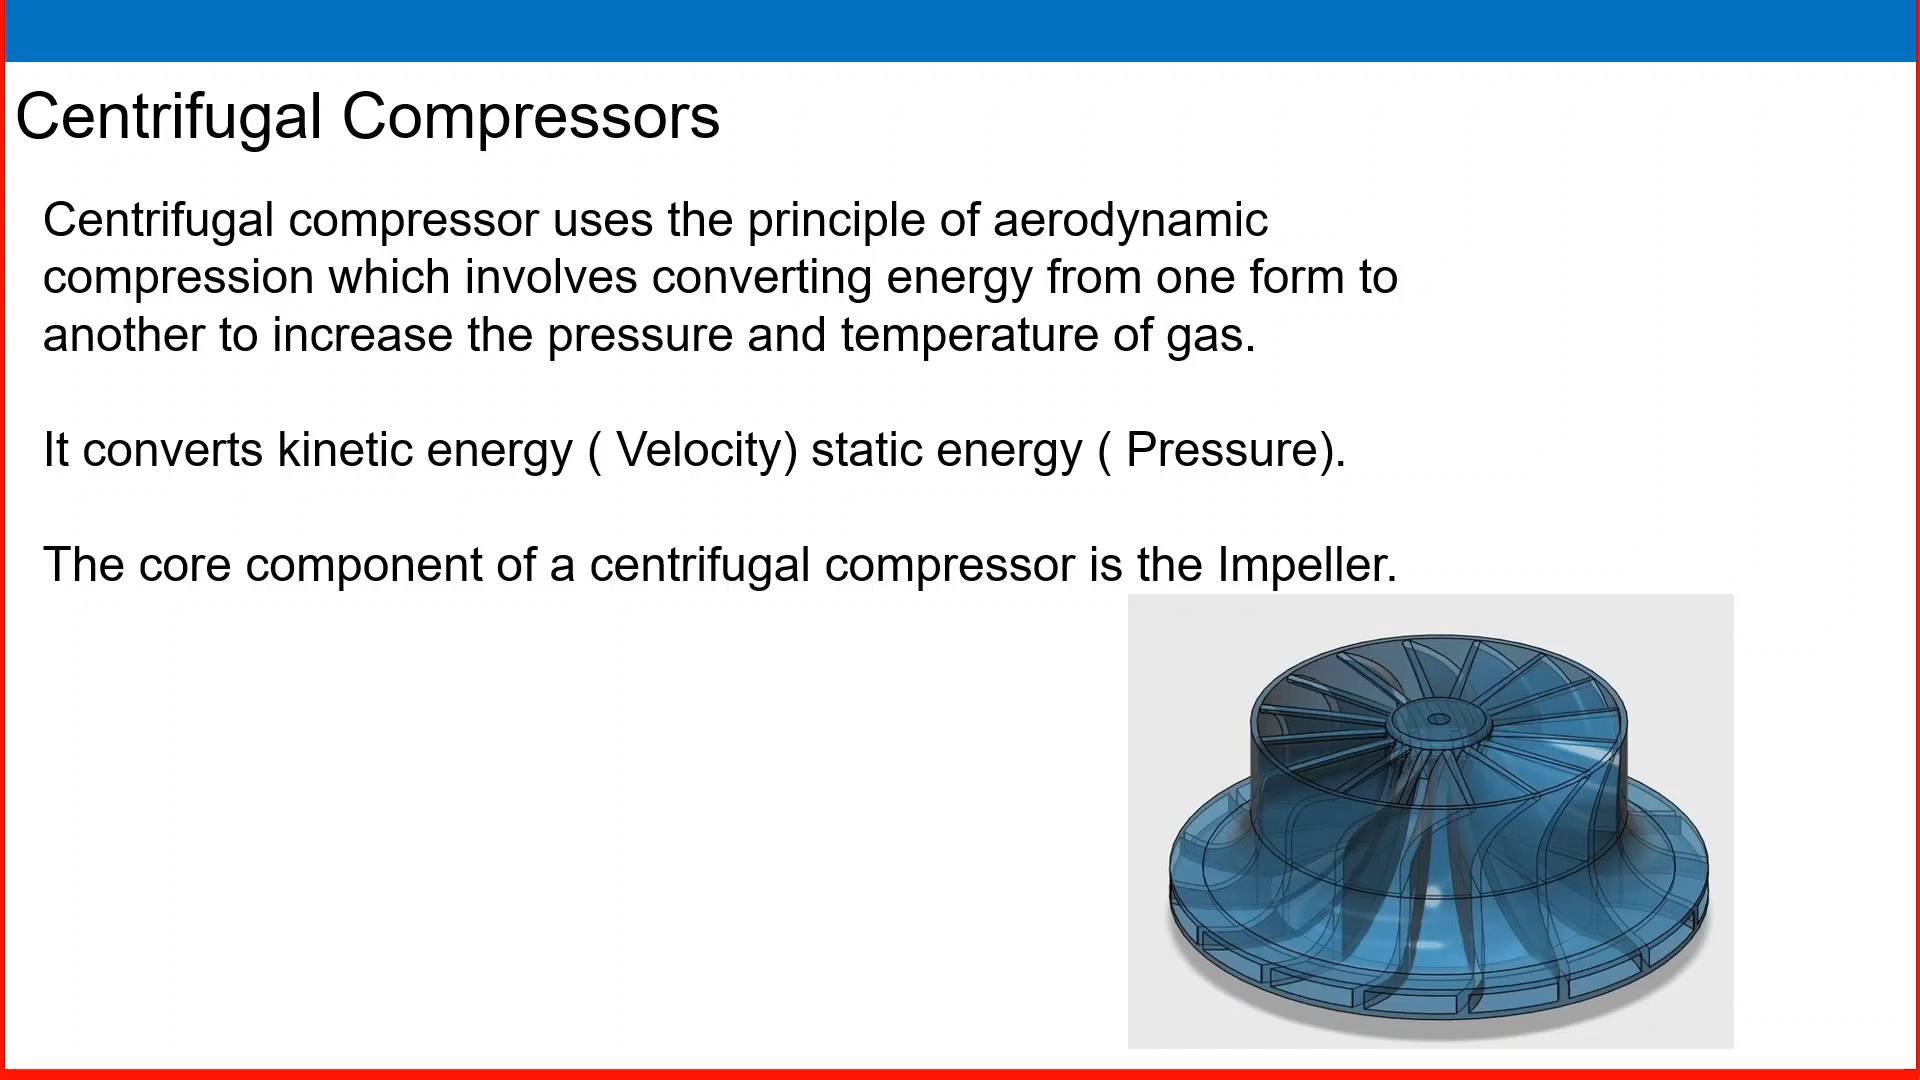 Centrifugal Compressors
Centrifugal compressor uses the principle of aerodynamic
compression which involves converting energy from one form to
another to increase the pressure and temperature of gas.
It converts kinetic energy ( Velocity) static energy ( Pressure).
The core component of a centrifugal compressor is the Impeller.